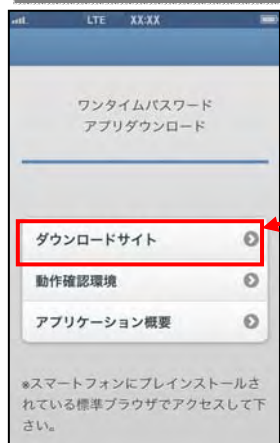 LTE XX:XX
ワンタイムパスワード
アプリダウンロード
ダウンロードサイト
動作確認環境
アプリケーション概要
※スマートフォンにプレインストールさ
れている標準ブラウザでアクセスして下
さい。